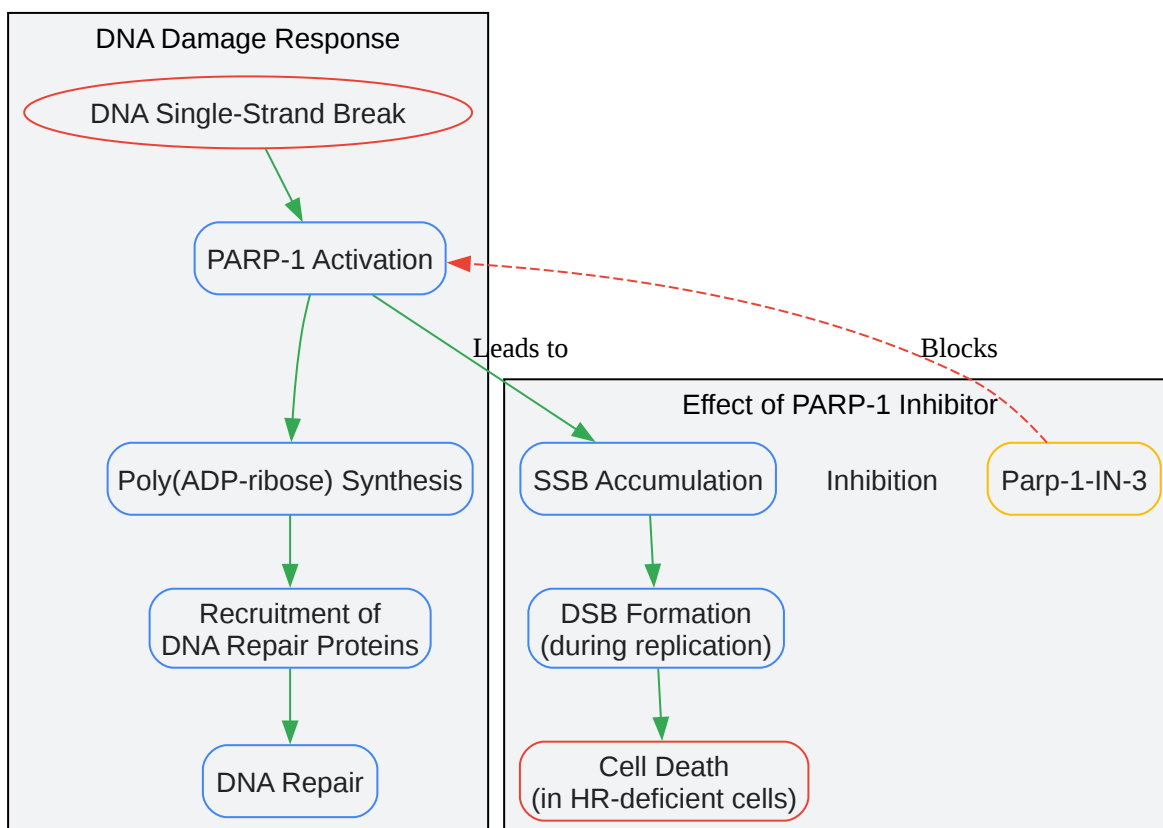 DNA Damage Response
DNA Single-Strand Break
PARP-1 Activation
Leads to
Blocks
Effect of PARP-1 Inhibitor
Poly(ADP-ribose) Synthesis
SSB Accumulation
Inhibition
Parp-1-IN-3
Recruitment of
DNA Repair Proteins
DSB Formation
(during replication)
DNA Repair
Cell Death
(in HR-deficient cells)